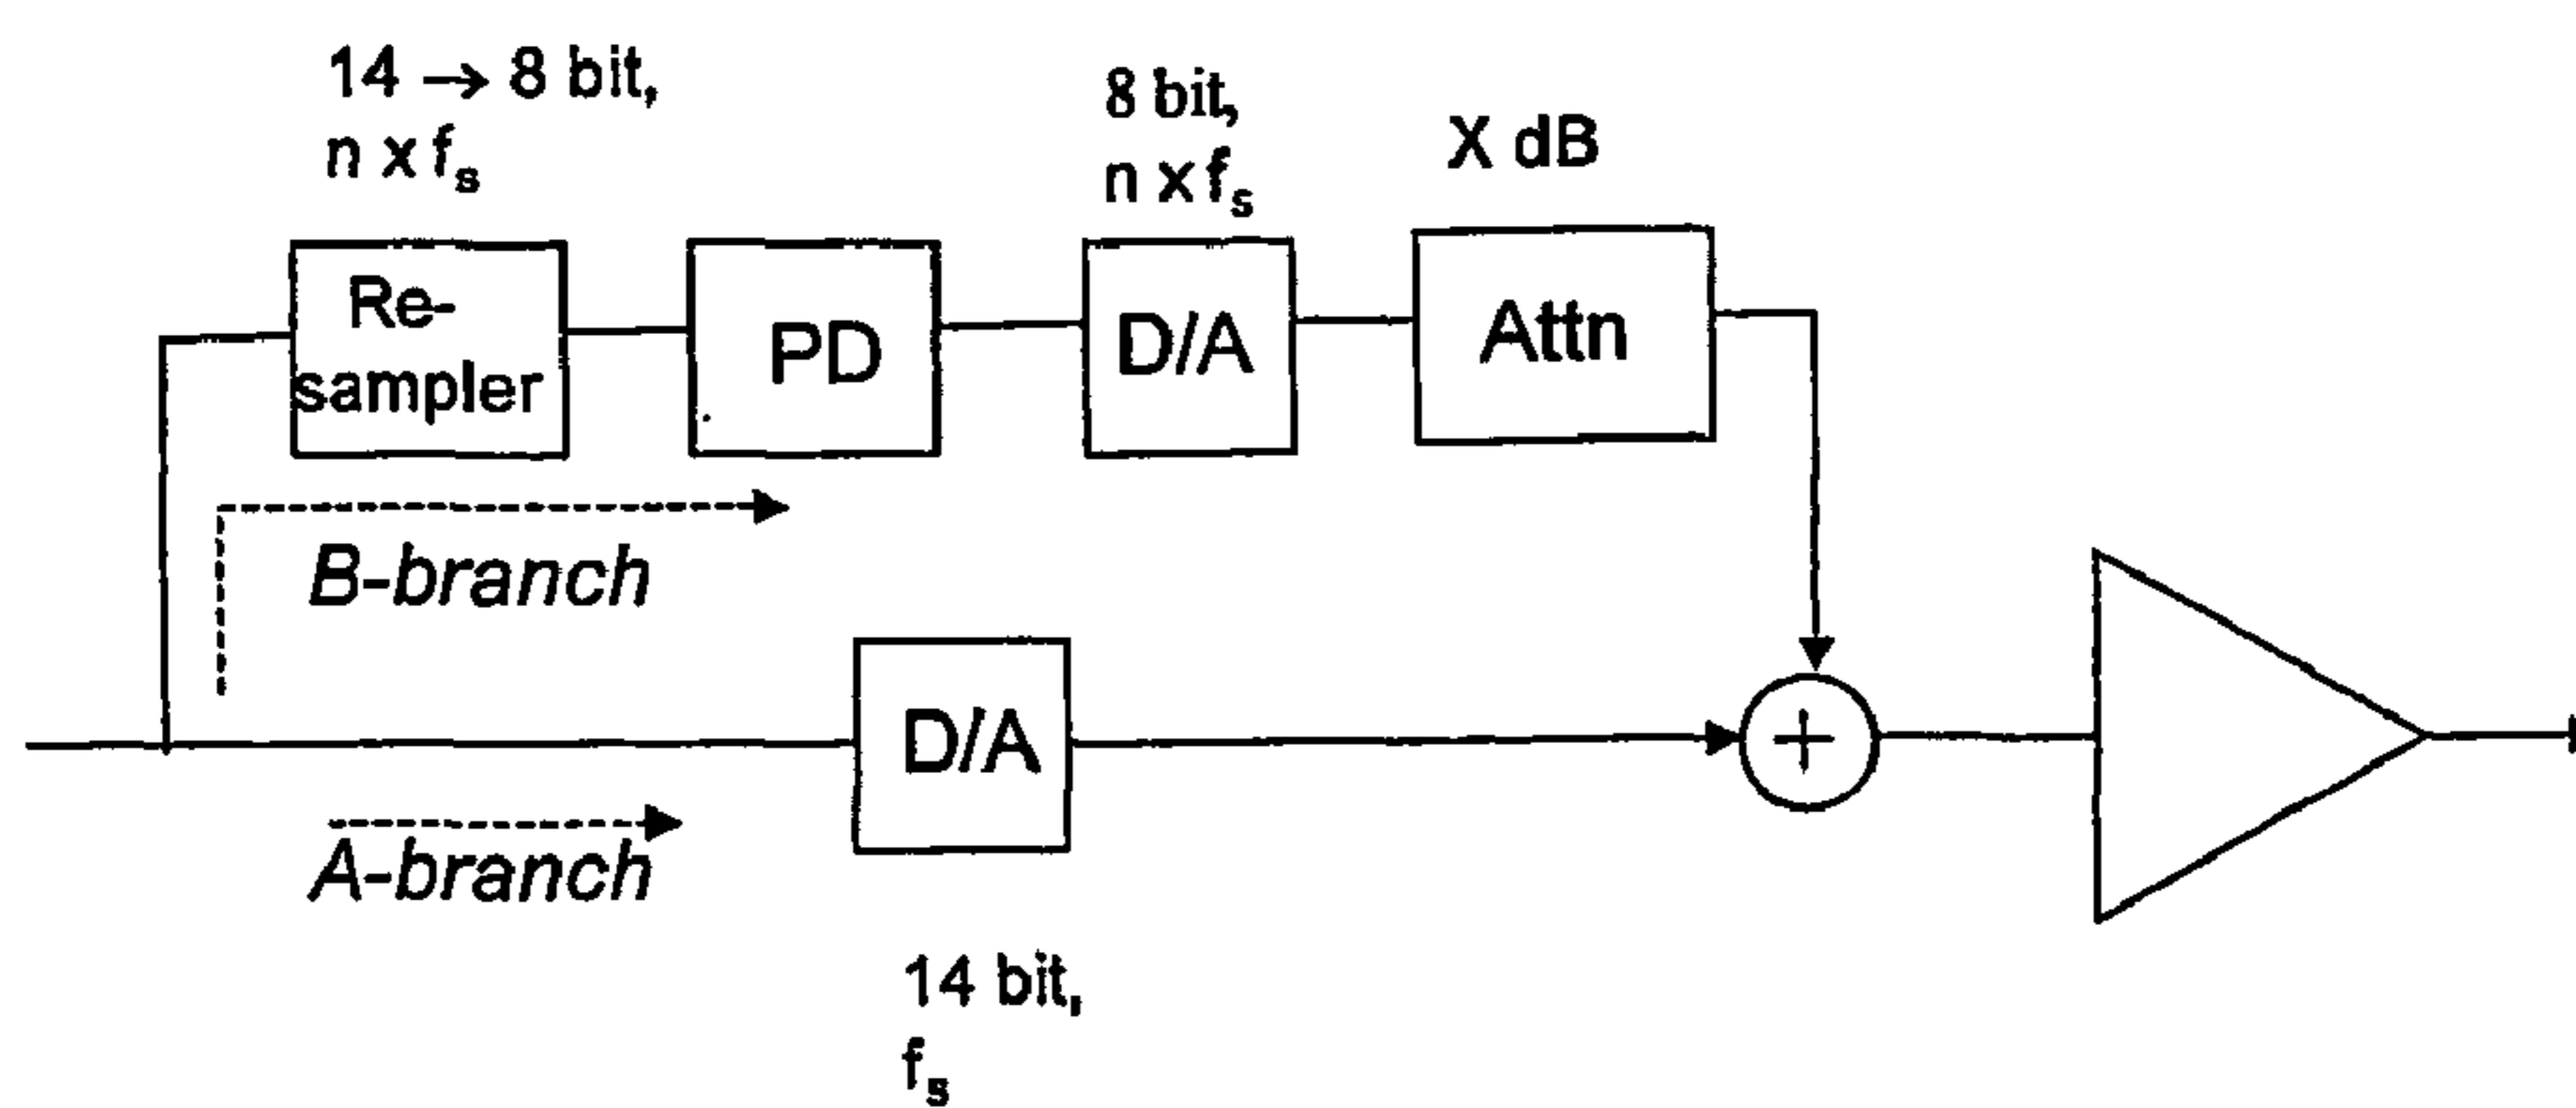 14 → 8 bit,
n x fs
8 bit,
n x fs
X dB
Re-
sampler
PD
D/A
Attn
B-branch
D/A
+
A-branch
14 bit,
fs